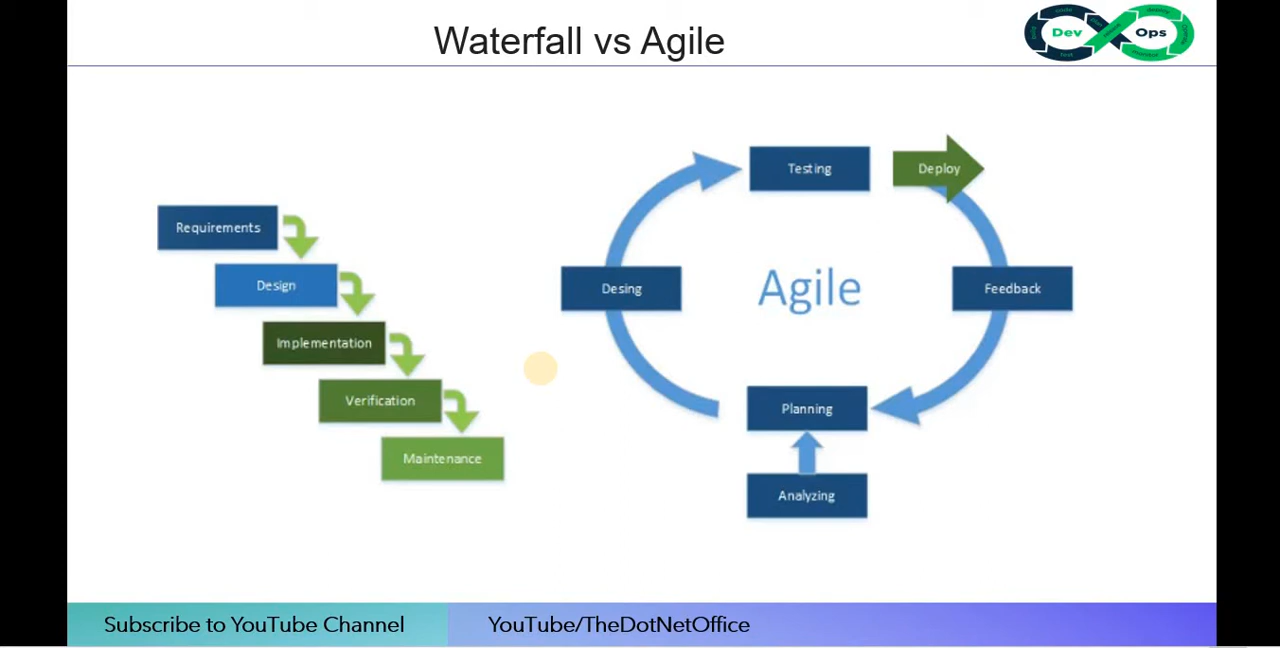 Waterfall vs Agile
Dev Ops
Requirements
Design
Implementation
Verification
Maintenance
Testing
Deploy
Desing
Agile
Feedback
Planning
Analyzing
Subscribe to YouTube Channel
YouTube/TheDotNetOffice